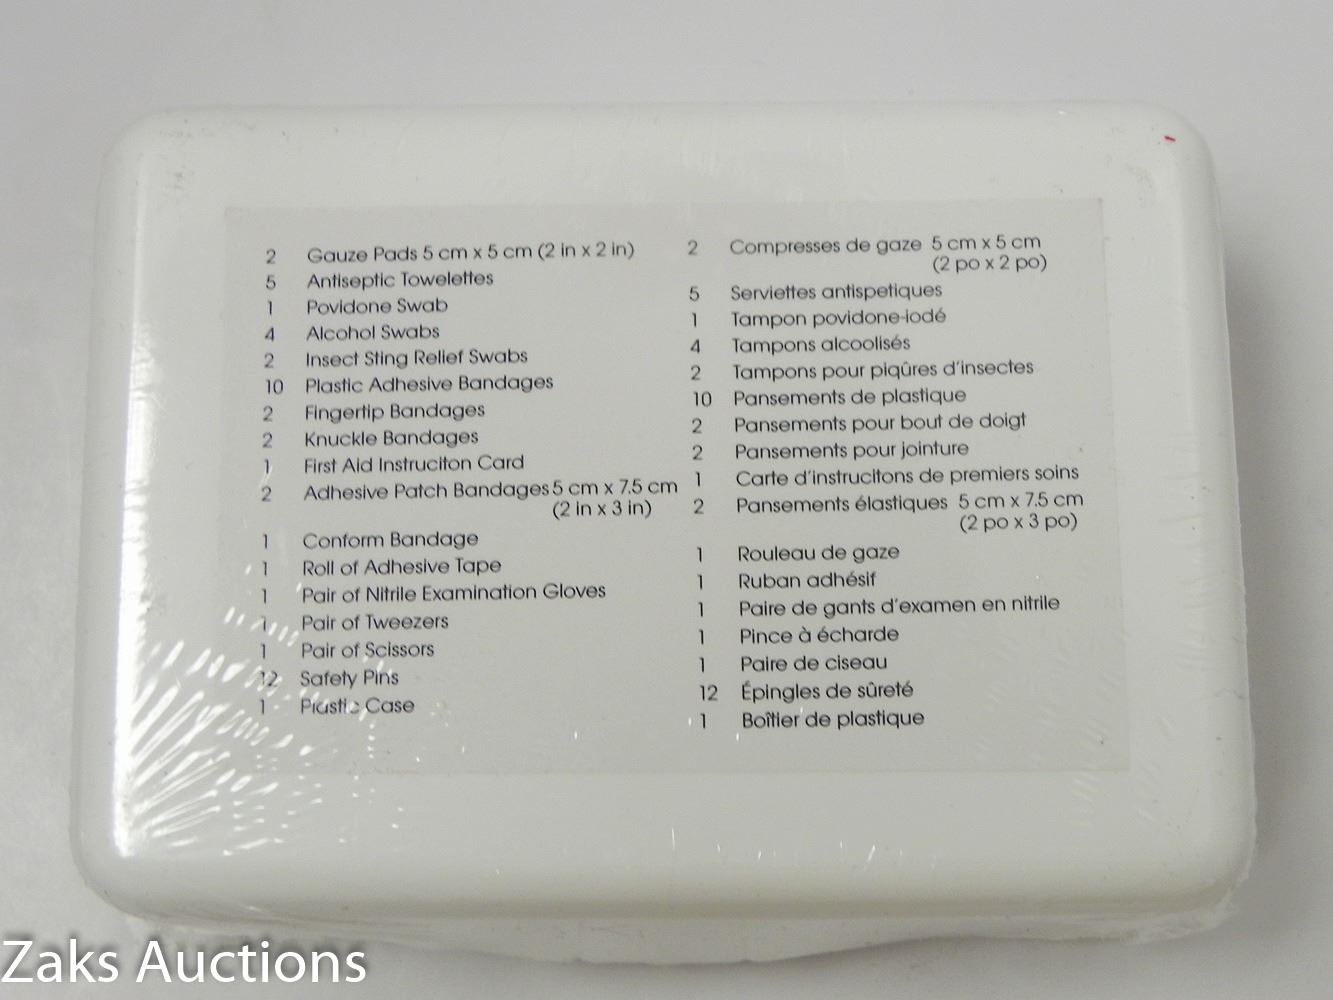 2 Gauze Pads 5 cm x 5 cm (2 in x 2 in)
5 Antiseptic Towelettes
1 Povidone Swab
4 Alcohol Swabs
2 Insect Sting Relief Swabs
10 Plastic Adhesive Bandages
2 Fingertip Bandages
2 Knuckle Bandages
1 First Aid Instruciton Card
2 Adhesive Patch Bandages 5 cm x 7.5 cm
(2 in x 3 in)
1 Conform Bandage
1 Roll of Adhesive Tape
1 Pair of Nitrile Examination Gloves
1 Pair of Tweezers
1 Pair of Scissors
12 Safety Pins
1 Plastic Case
2 Compresses de gaze 5 cm x 5 cm
(2 po x 2 po)
5 Serviettes antispetiques
1 Tampon povidone-iodé
4 Tampons alcoolisés
2 Tampons pour piqûres d'insectes
10 Pansements de plastique
2 Pansements pour bout de doigt
2 Pansements pour jointure
1 Carte d'instrucitons de premiers soins
2 Pansements élastiques 5 cm x 7.5 cm
(2 po x 3 po)
1 Rouleau de gaze
1 Ruban adhésif
1 Paire de gants d'examen en nitrile
1 Pince à écharde
1 Paire de ciseau
12 Épingles de sûreté
1 Boîtier de plastique
Zaks Auctions